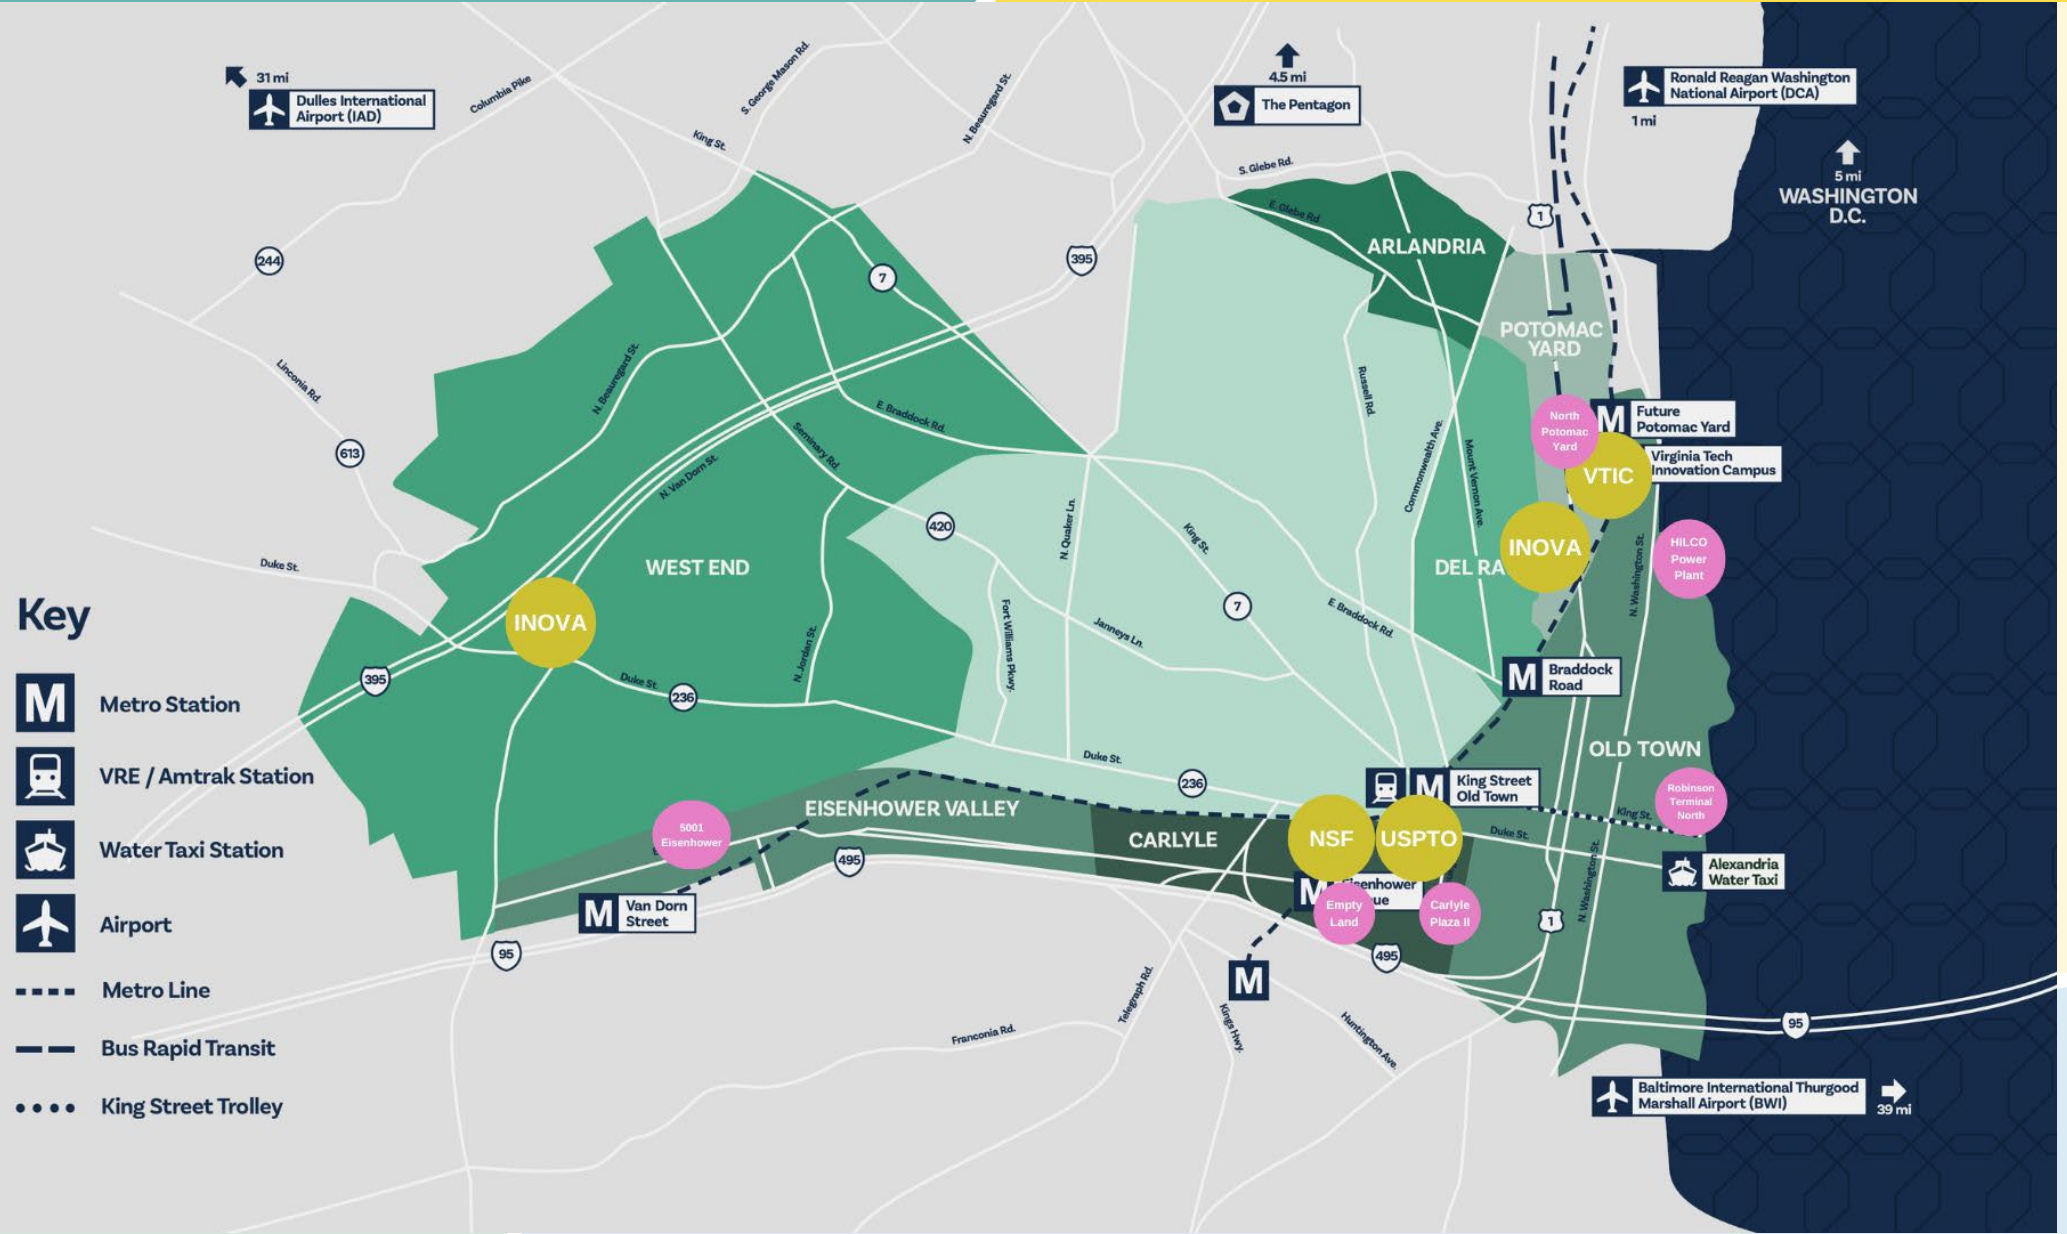 31 mi
Dulles International
Airport (IAD)
Columbia Pike
S. George Mason Rd.
King St.
N. Beauregard St.
4.5 mi
The Pentagon
S. Glebe Rd.
Ronald Reagan Washington
National Airport (DCA)
1 mi
5 mi
WASHINGTON
D.C.
244
7
395
1
E. Glebe Rd
ARLANDRIA
POTOMAC
YARD
Linconia Rd.
613
N. Beauregard St.
N. Van Dorn St.
Seminary Rd.
E. Braddock Rd.
Russell Rd.
Commonwealth Ave.
Mount Vernon Ave.
North
Potomac
Yard
M
Future
Potomac Yard
VTIC
Virginia Tech
Innovation Campus
420
N. Quaker Ln.
King St.
INOVA
HILCO
Power
Plant
N. Washington St.
Duke St.
WEST END
DEL RA
Key
INOVA
395
N. Jordan St.
Fort Williams Pkwy.
Janneys Ln.
7
E. Braddock Rd.
M
Braddock
Road
Duke St.
236
M
Metro Station
VRE / Amtrak Station
Water Taxi Station
Airport
Metro Line
Bus Rapid Transit
King Street Trolley
OLD TOWN
Duke St.
236
M
King Street
Old Town
Robinson
Terminal
North
King St.
5001
Eisenhower
EISENHOWER VALLEY
CARLYLE
NSF
USPTO
Duke St.
495
N. Washington St.
Alexandria
Water Taxi
M
Eisenhower
ue
Empty
Land
Carlyle
Plaza II
M
Van Dorn
Street
95
1
495
M
Telegraph Rd.
Kings Hwy.
Huntington Ave.
Franconia Rd.
95
Baltimore International Thurgood
Marshall Airport (BWI)
39 mi